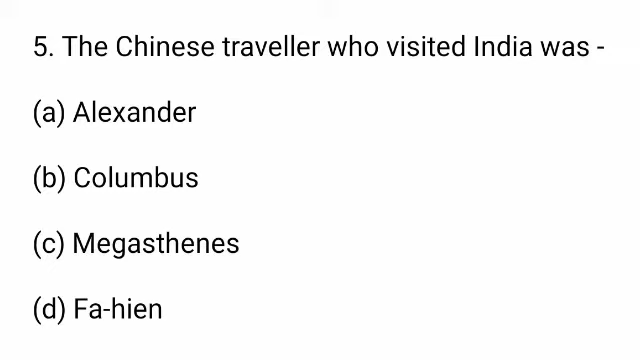 5. The Chinese traveller who visited India was -
(a) Alexander
(b) Columbus
(c) Megasthenes
(d) Fa-hien